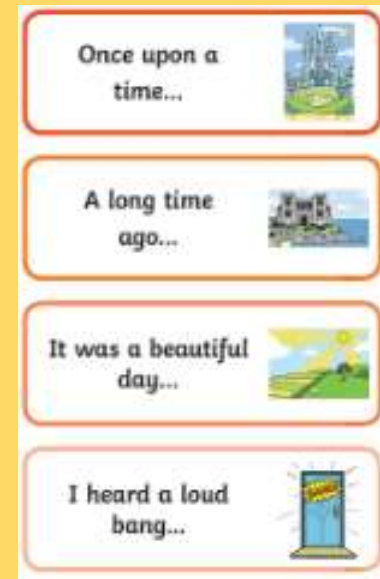 Once upon a
time...
A long time
ago...
It was a beautiful
day...
I heard a loud
bang...